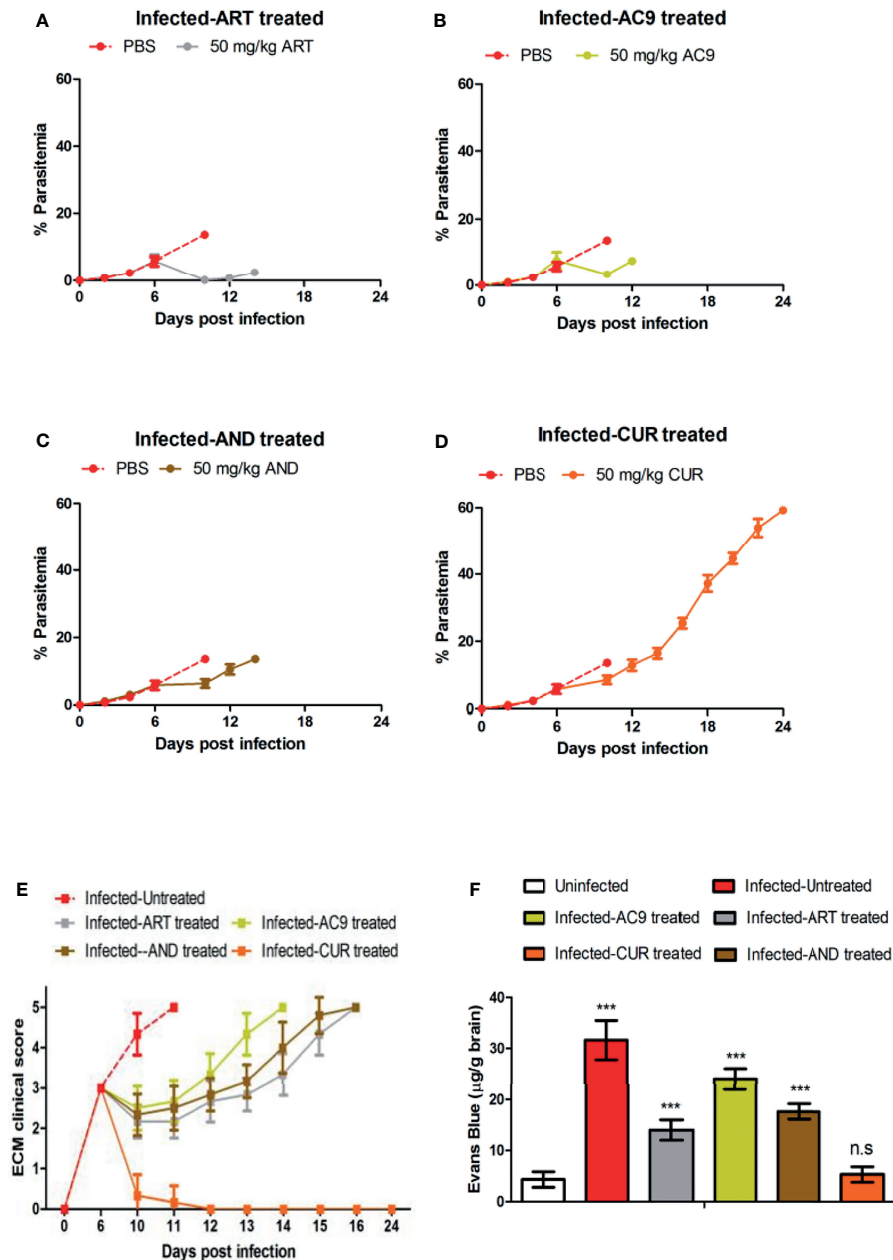 A
Infected-ART treated
PBS 50 mg/kg ART
60
40
20
0
% Parasitemia
0 6 12 18 24
Days post infection
B
Infected-AC9 treated
PBS 50 mg/kg AC9
60
40
20
0
% Parasitemia
0 6 12 18 24
Days post infection
C
Infected-AND treated
PBS 50 mg/kg AND
60
40
20
0
% Parasitemia
0 6 12 18 24
Days post infection
D
Infected-CUR treated
PBS 50 mg/kg CUR
60
40
20
0
% Parasitemia
0 6 12 18 24
Days post infection
E
Infected-Untreated
Infected-ART treated Infected-AC9 treated
Infected--AND treated Infected-CUR treated
5
4
3
2
1
0
ECM clinical score
0 6 10 11 12 13 14 15 16 24
Days post infection
F
Uninfected Infected-Untreated
Infected-AC9 treated Infected-ART treated
Infected-CUR treated Infected-AND treated
40
30
20
10
0
Evans Blue (µg/g brain)
*** *** *** *** n.s